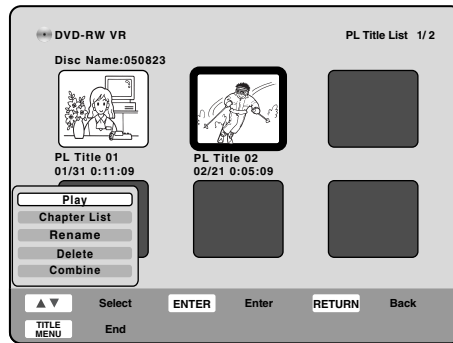 DVD-RW VR PL Title List 1/2
Disc Name:050823
PL Title 01 PL Title 02
01/31 0:11:09 02/21 0:05:09
Play
Chapter List
Rename
Delete
Combine
▲▼ Select ENTER Enter RETURN Back
TITLE MENU End